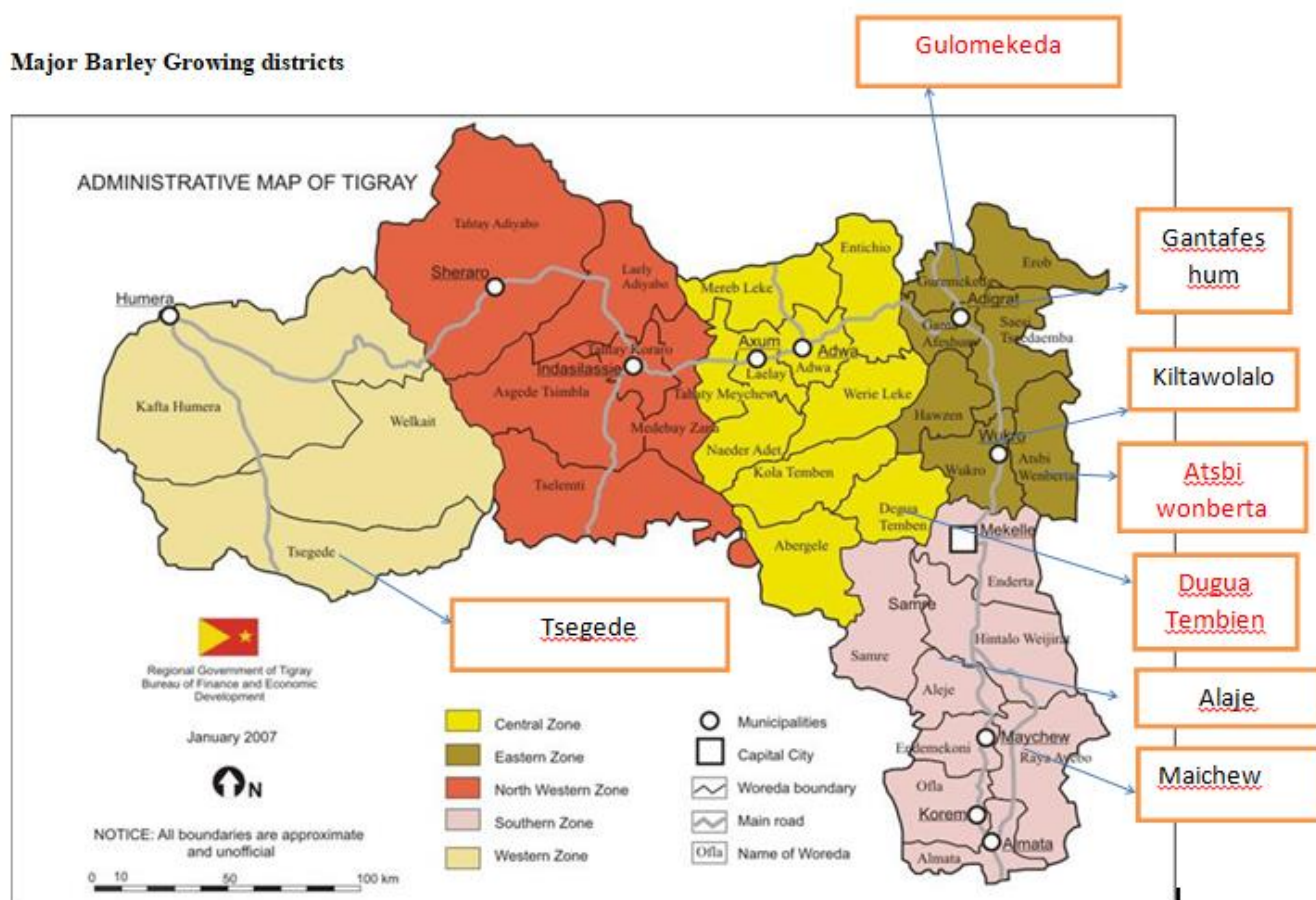 Gulomekeda
Major Barley Growing districts
ADMINISTRATIVE MAP OF TIGRAY
Tahtay Adiyabo
Entichio
Gantafes
hum
Erob
Sheraro
Laely
Adiyabo
Mereb Leke
Gulomekeda
Humera
Adigrat
Ganta
Afeshum
Saesi
Tsaedaemba
Axum
Adwa
Tahtay Koraro
Indasilassie
Laelay
Adwa
Kiltawolalo
Kafta Humera
Welkait
Asgede Tsimbla
Tahaty Meychew
Werie Leke
Hawzen
Medebay Zana
Wukro
Naeder Adet
Kola Temben
Wukro
Atsbi
Wenberta
Atsbi
wonberta
Tselemti
Degua
Temben
Mekelle
Abergele
Tsegede
Enderta
Dugua
Tembien
Samre
Tsegede
Hintalo Weijirat
Samre
Regional Government of Tigray
Bureau of Finance and Economic
Development
Aleje
Alaje
January 2007
Maychew
Endemekoni
Raya Azebo
Maichew
N
Ofla
Korem
Almata
Almata
NOTICE: All boundaries are approximate
and unofficial
0 10 50 100 km
Central Zone
Eastern Zone
North Western Zone
Southern Zone
Western Zone
Municipalities
Capital City
Woreda boundary
Main road
Ofla Name of Woreda